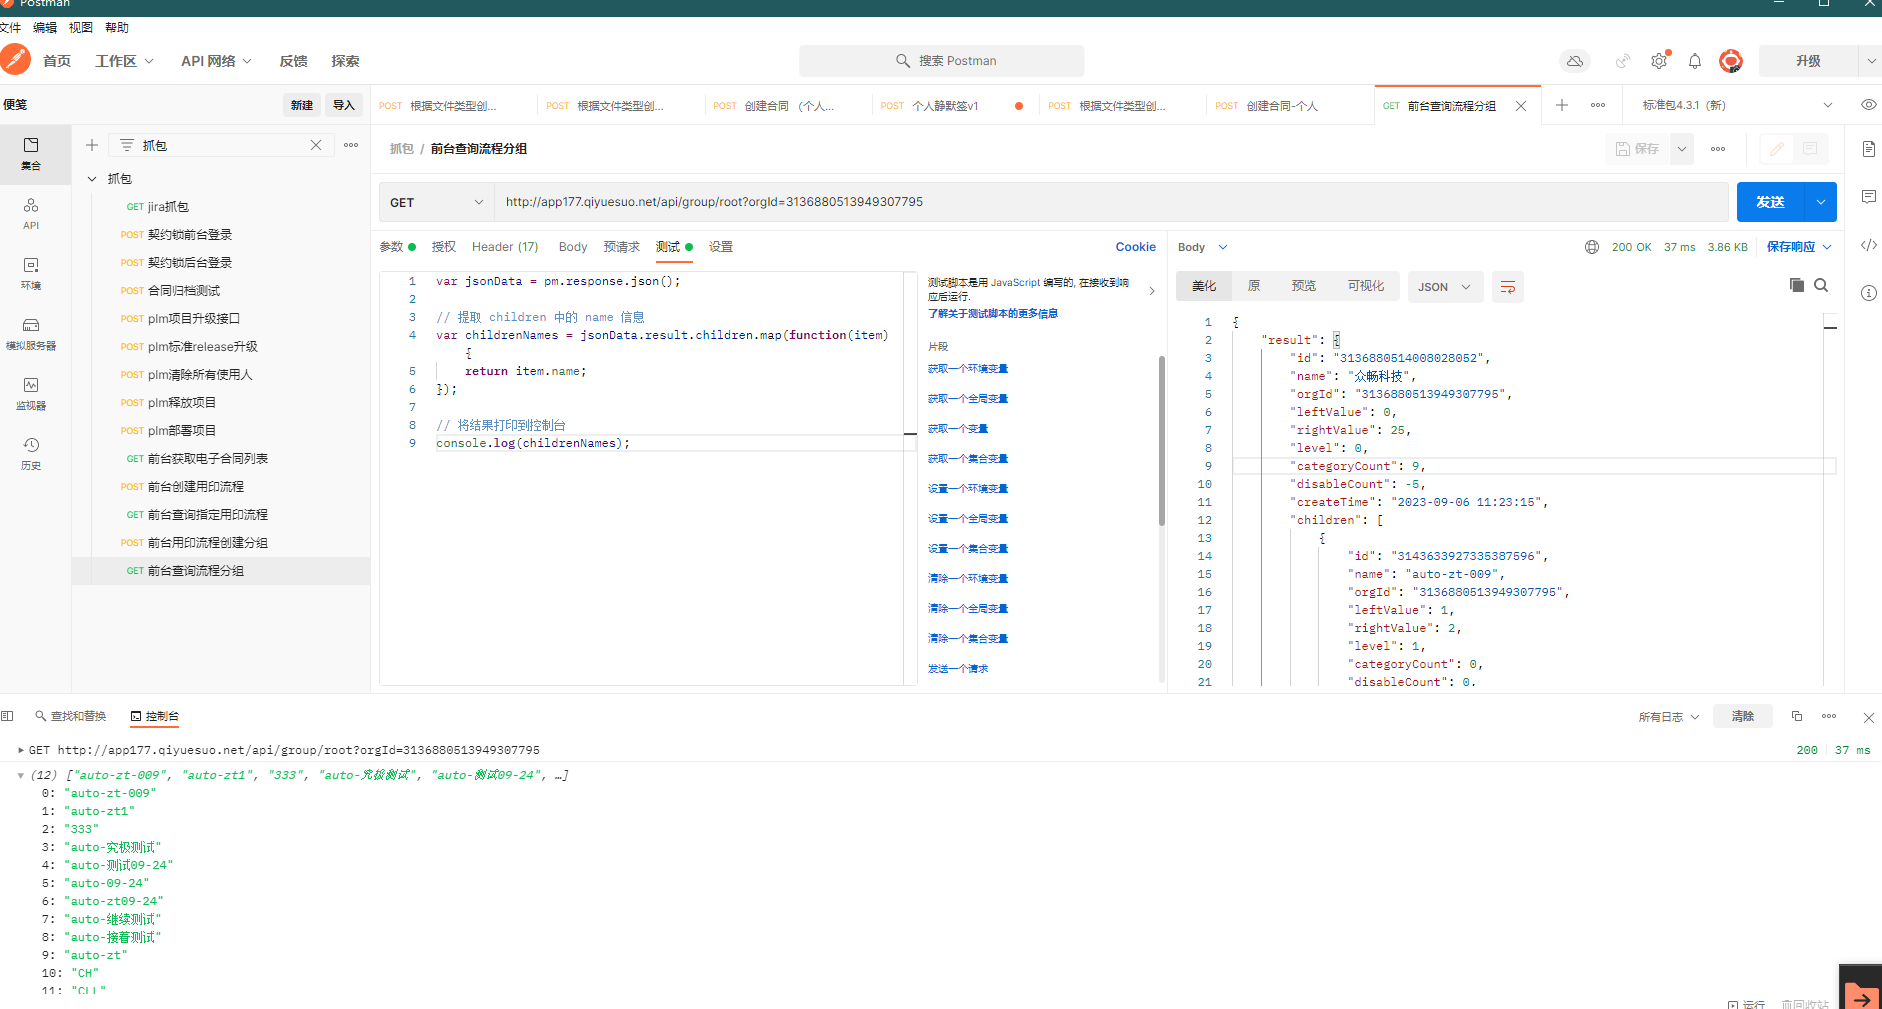 Postman
文件 编辑 视图 帮助
首页 工作区 API 网络 反馈 探索 搜索 Postman 升级
便笺 新建 导入
POST 根据文件类型创... POST 根据文件类型创... POST 创建合同 （个人... POST 个人静默签v1 POST 根据文件类型创... POST 创建合同-个人 GET 前台查询流程分组 标准包4.3.1（新）
集合
API
环境
模拟服务器
监视器
历史
抓包
抓包
GET jira抓包
POST 契约锁前台登录
POST 契约锁后台登录
POST 合同归档测试
POST plm项目升级接口
POST plm标准release升级
POST plm清除所有使用人
POST plm释放项目
POST plm部署项目
GET 前台获取电子合同列表
POST 前台创建用印流程
GET 前台查询指定用印流程
POST 前台用印流程创建分组
GET 前台查询流程分组
抓包 / 前台查询流程分组 保存
GET http://app177.qiyuesuo.net/api/group/root?orgId=3136880513949307795 发送
参数 授权 Header (17) Body 预请求 测试 设置 Cookie
1 var jsonData = pm.response.json();
2
3 // 提取 children 中的 name 信息
4 var childrenNames = jsonData.result.children.map(function(item)
{
5 return item.name;
6 });
7
8 // 将结果打印到控制台
9 console.log(childrenNames);
测试脚本是用 JavaScript 编写的, 在接收到响
应后运行.
了解关于测试脚本的更多信息
片段
获取一个环境变量
获取一个全局变量
获取一个变量
获取一个集合变量
设置一个环境变量
设置一个全局变量
设置一个集合变量
清除一个环境变量
清除一个全局变量
清除一个集合变量
发送一个请求
Body 200 OK 37 ms 3.86 KB 保存响应
美化 原 预览 可视化 JSON
1 {
2 "result": {
3 "id": "3136880514008028052",
4 "name": "众畅科技",
5 "orgId": "3136880513949307795",
6 "leftValue": 0,
7 "rightValue": 25,
8 "level": 0,
9 "categoryCount": 9,
10 "disableCount": -5,
11 "createTime": "2023-09-06 11:23:15",
12 "children": [
13 {
14 "id": "3143633927335387596",
15 "name": "auto-zt-009",
16 "orgId": "3136880513949307795",
17 "leftValue": 1,
18 "rightValue": 2,
19 "level": 1,
20 "categoryCount": 0,
21 "disableCount": 0,
查找和替换 控制台 所有日志 清除
GET http://app177.qiyuesuo.net/api/group/root?orgId=3136880513949307795 200 37 ms
(12) ["auto-zt-009", "auto-zt1", "333", "auto-究极测试", "auto-测试09-24", …]
0: "auto-zt-009"
1: "auto-zt1"
2: "333"
3: "auto-究极测试"
4: "auto-测试09-24"
5: "auto-09-24"
6: "auto-zt09-24"
7: "auto-继续测试"
8: "auto-接着测试"
9: "auto-zt"
10: "CH"
11: "CLL"
运行 回收站